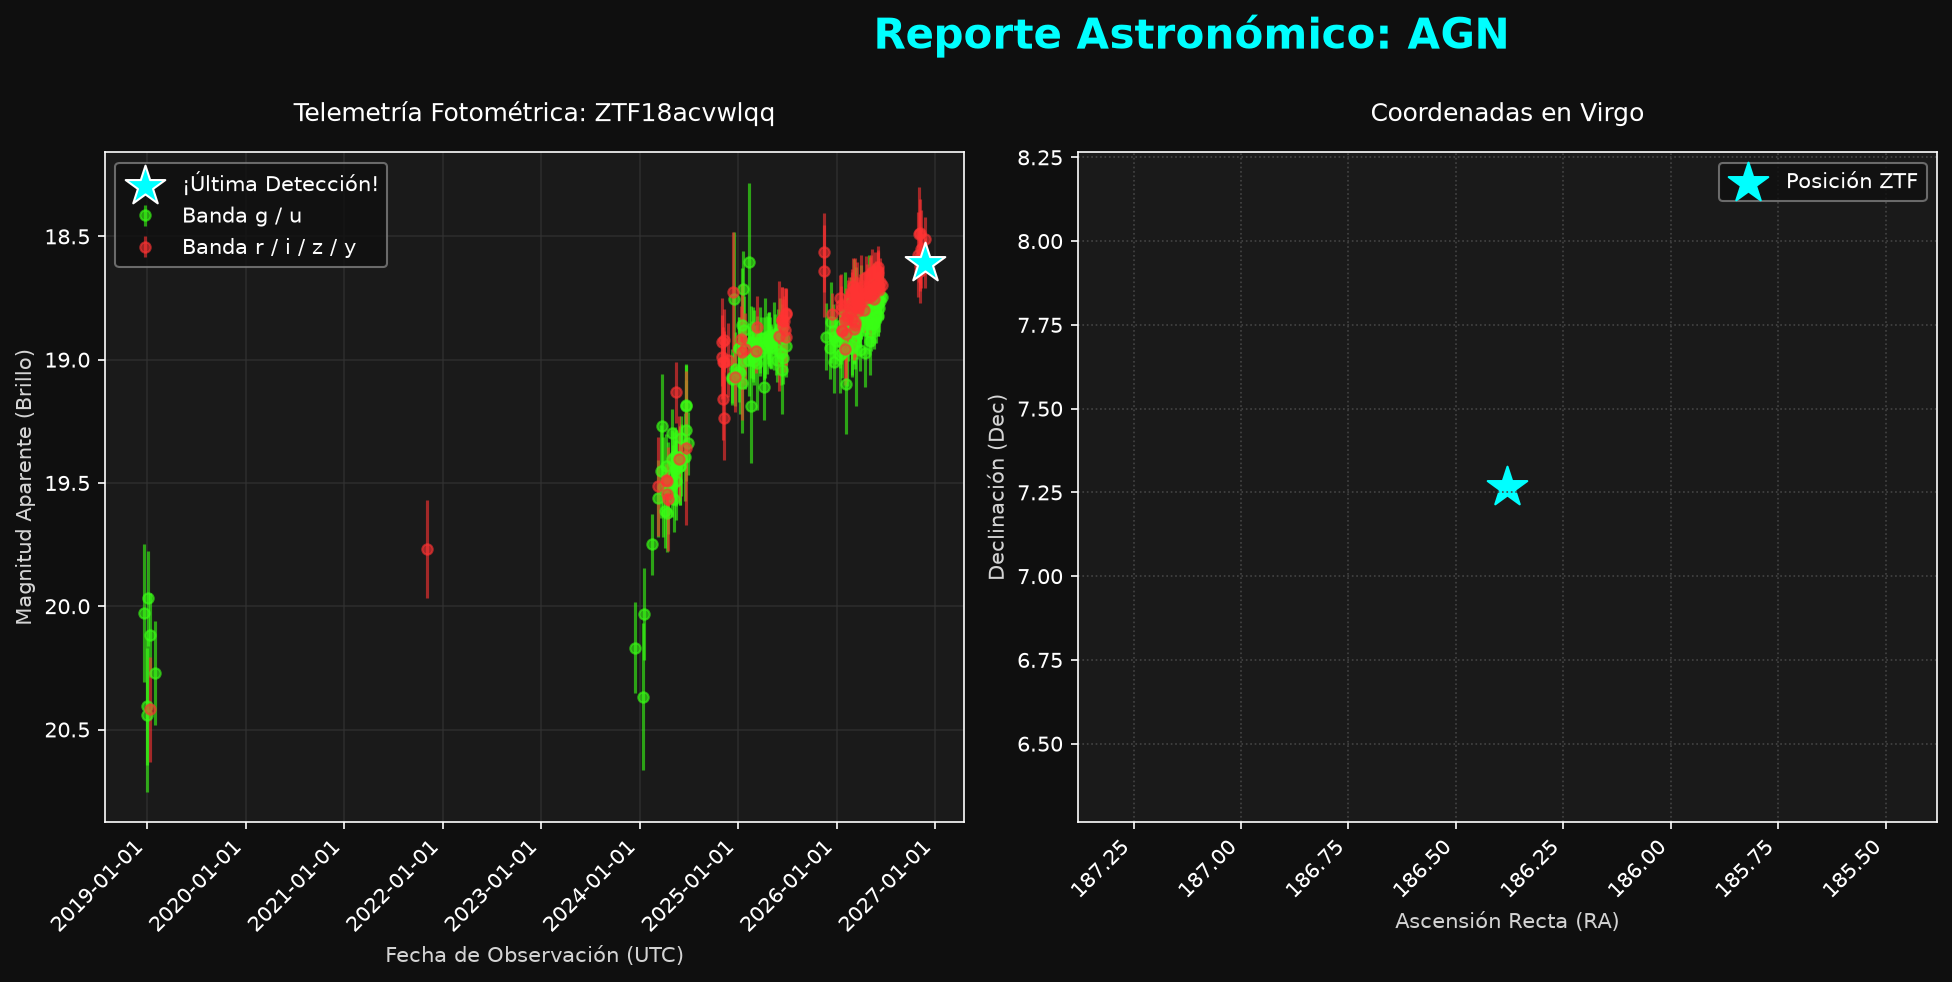 Reporte Astronómico: AGN
Telemetría Fotométrica: ZTF18acvwlqq
¡Última Detección!
Banda g / u
Banda r / i / z / y
Magnitud Aparente (Brillo)
18.5
19.0
19.5
20.0
20.5
2019-01-01
2020-01-01
2021-01-01
2022-01-01
2023-01-01
2024-01-01
2025-01-01
2026-01-01
2027-01-01
Fecha de Observación (UTC)
Coordenadas en Virgo
Posición ZTF
Declinación (Dec)
8.25
8.00
7.75
7.50
7.25
7.00
6.75
6.50
187.25
187.00
186.75
186.50
186.25
186.00
185.75
185.50
Ascensión Recta (RA)